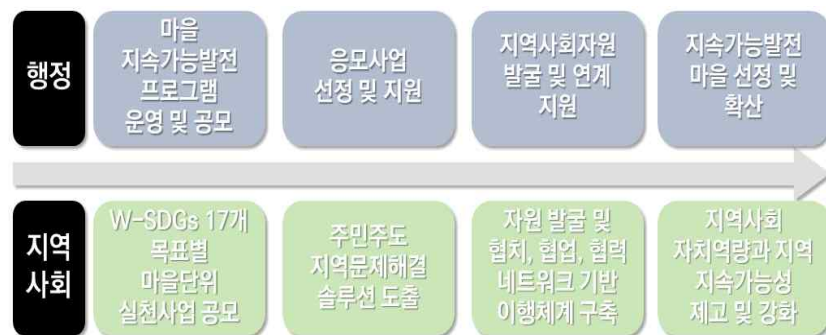 행정
마을
지속가능발전
프로그램
운영 및 공모
응모사업
선정 및 지원
지역사회자원
발굴 및 연계
지원
지속가능발전
마을 선정 및
확산
지역
사회
W-SDGs 17개
목표별
마을단위
실천사업 공모
주민주도
지역문제해결
솔루션 도출
자원 발굴 및
협치, 협업, 협력
네트워크 기반
이행체계 구축
지역사회
자치역량과 지역
지속가능성
제고 및 강화